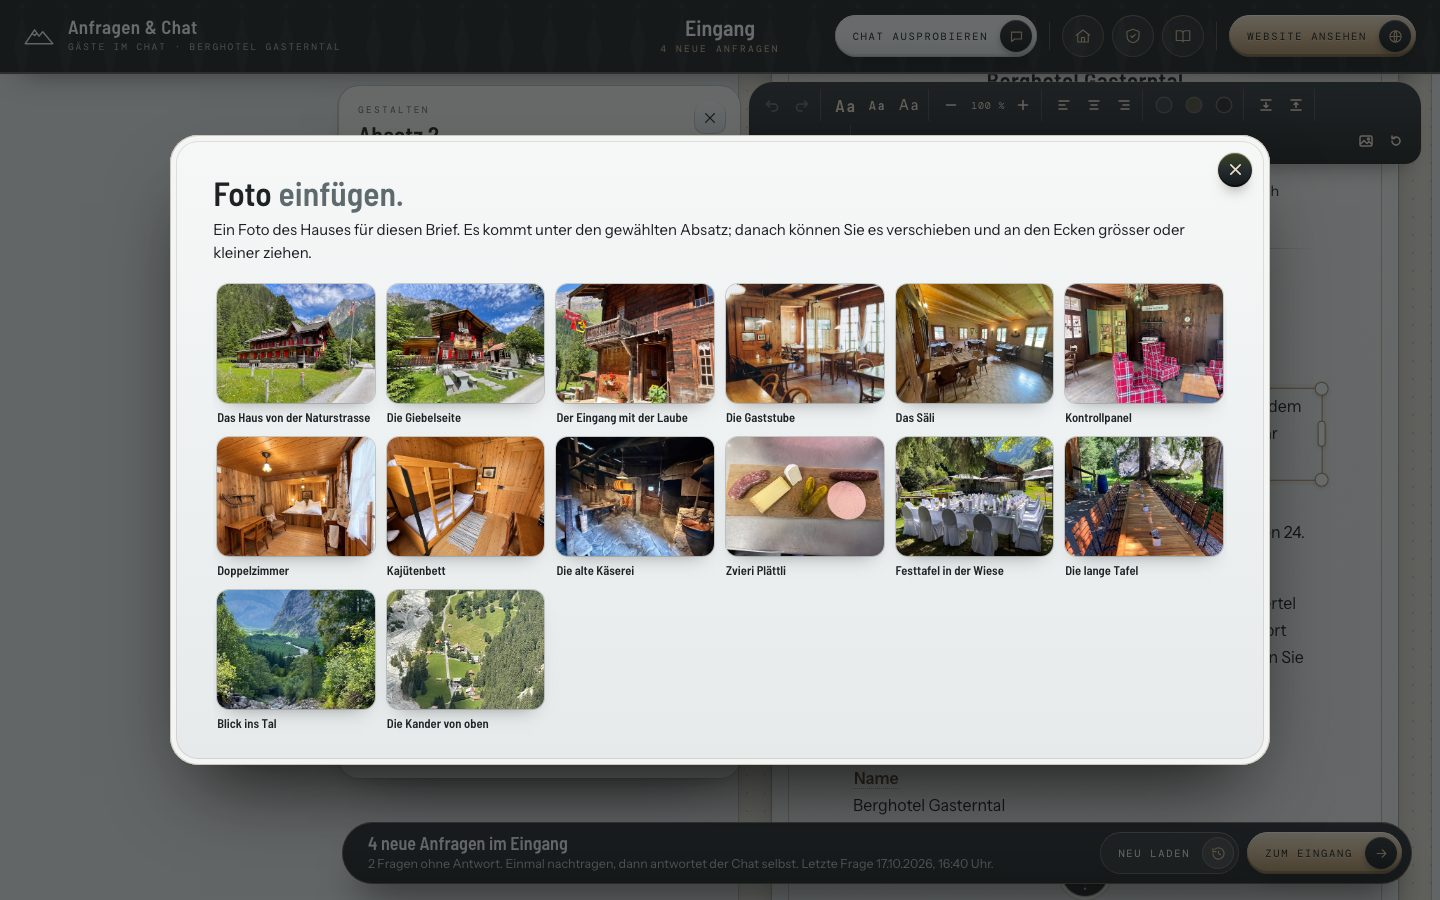 Anfragen & Chat
GÄSTE IM CHAT · BERGHOTEL GASTERNTAL
Eingang
4 NEUE ANFRAGEN
CHAT AUSPROBIEREN
WEBSITE ANSEHEN
Berghotel Gasterntal
GESTALTEN
Absatz 2
Aa Aa Aa
100 %
Foto einfügen.
Ein Foto des Hauses für diesen Brief. Es kommt unter den gewählten Absatz; danach können Sie es verschieben und an den Ecken grösser oder
kleiner ziehen.
Das Haus von der Naturstrasse
Die Giebelseite
Der Eingang mit der Laube
Die Gaststube
Das Säli
Kontrollpanel
Doppelzimmer
Kajütenbett
Die alte Käserei
Zvieri Plättli
Festtafel in der Wiese
Die lange Tafel
Blick ins Tal
Die Kander von oben
24.
Sie
Name
Berghotel Gasterntal
4 neue Anfragen im Eingang
2 Fragen ohne Antwort. Einmal nachtragen, dann antwortet der Chat selbst. Letzte Frage 17.10.2026, 16:40 Uhr.
NEU LADEN
ZUM EINGANG